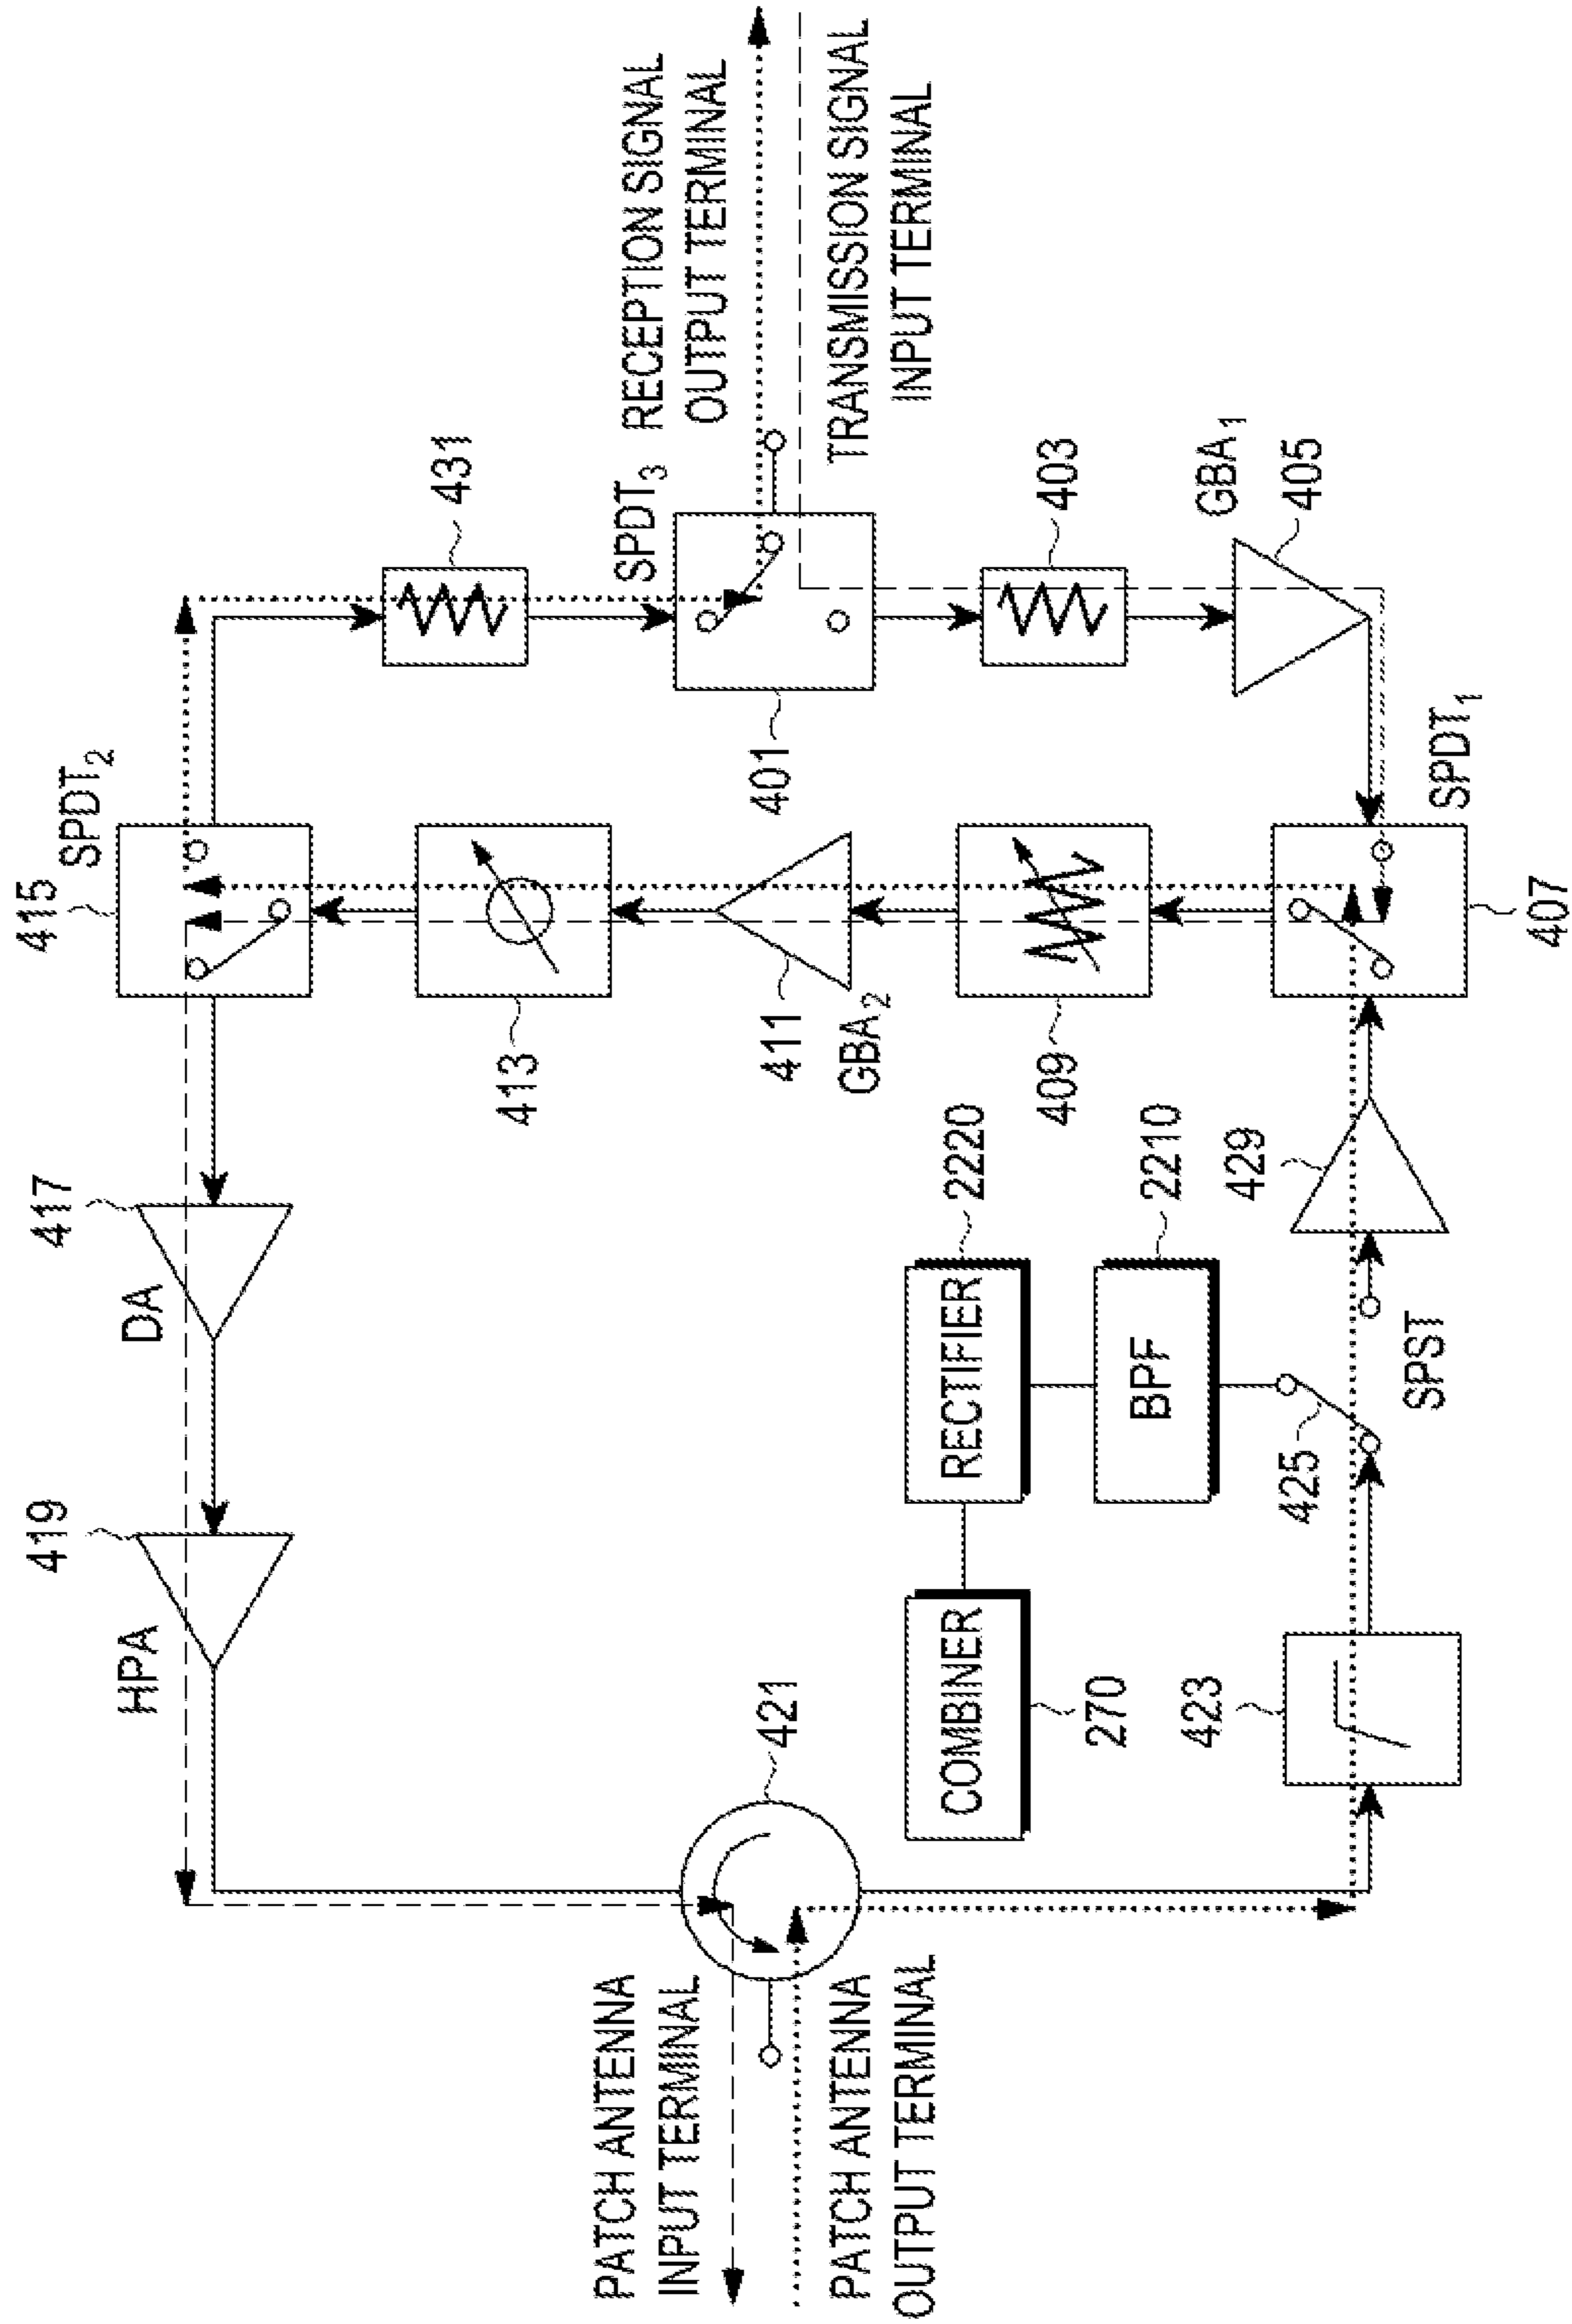 PATCH ANTENNA
INPUT TERMINAL
PATCH ANTENNA
OUTPUT TERMINAL
421
HPA
419
DA
417
415
SPDT2
413
411
GBA2
409
407
SPDT1
431
SPDT3
401
403
GBA1
405
RECEPTION SIGNAL
OUTPUT TERMINAL
TRANSMISSION SIGNAL
INPUT TERMINAL
COMBINER
270
RECTIFIER
2220
BPF
2210
423
425
SPST
429